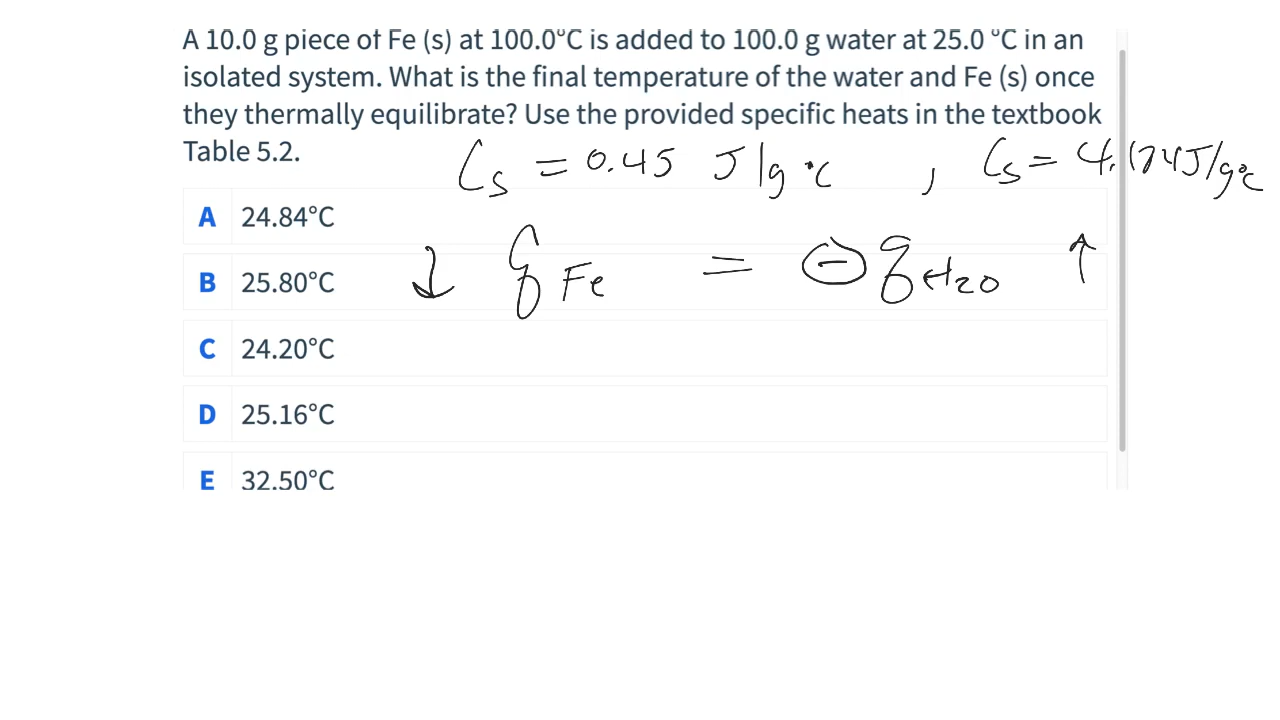 A 10.0 g piece of Fe (s) at 100.0°C is added to 100.0 g water at 25.0 °C in an
isolated system. What is the final temperature of the water and Fe (s) once
they thermally equilibrate? Use the provided specific heats in the textbook
Table 5.2.
Cs = 0.45 J/g°C , Cs = 4.184J/g°C
A 24.84°C
↓ qFe = ⊖ qH2O ↑
B 25.80°C
C 24.20°C
D 25.16°C
E 32.50°C